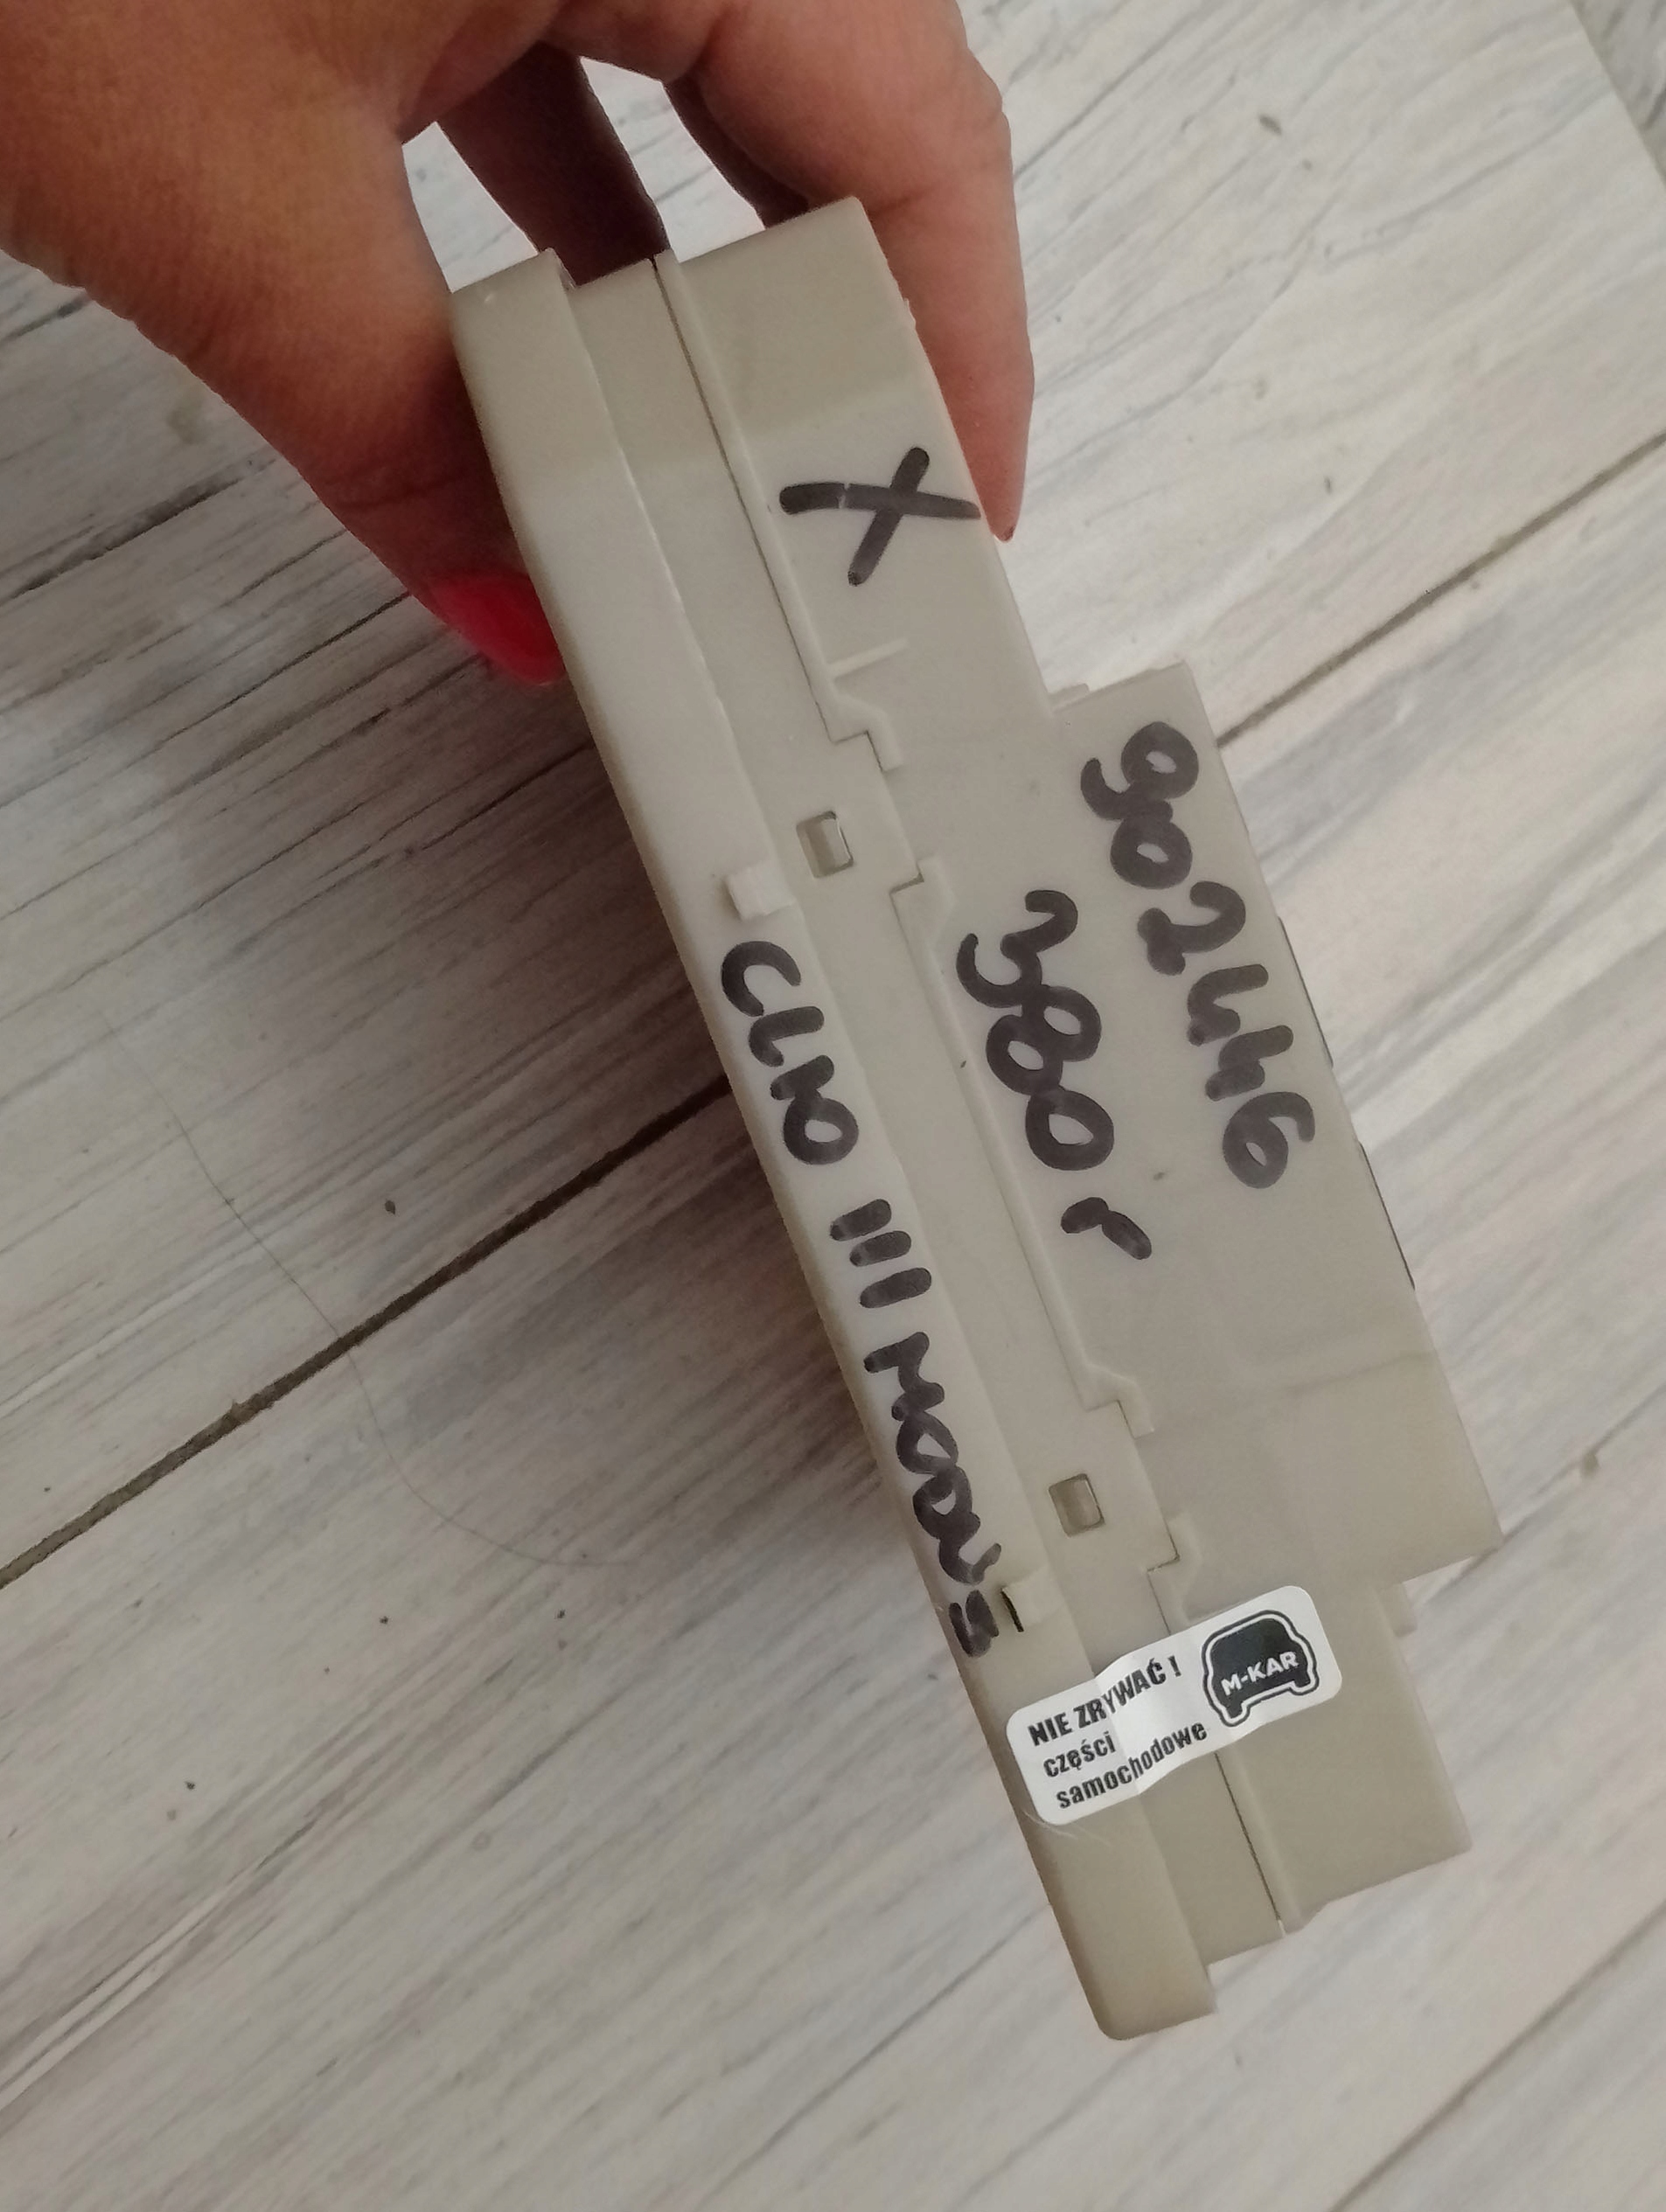 X
902446
380 r
CLIO III MODUS
NIE ZRYWAĆ !
części
samochodowe
M-KAR